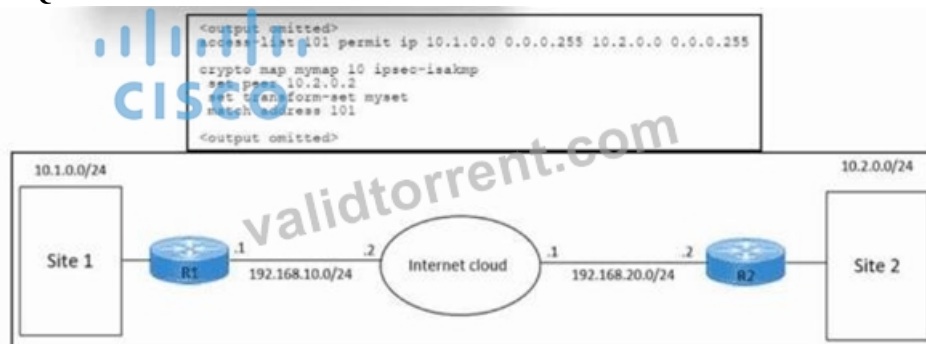 <output omitted>
access-list 101 permit ip 10.1.0.0 0.0.0.255 10.2.0.0 0.0.0.255
crypto map mymap 10 ipsec-isakmp
set peer 10.2.0.2
set transform-set myset
match address 101
<output omitted>
CISCO
validtorrent.com
10.1.0.0/24
10.2.0.0/24
Site 1
R1
.1
192.168.10.0/24
.2
Internet cloud
.1
192.168.20.0/24
.2
R2
Site 2